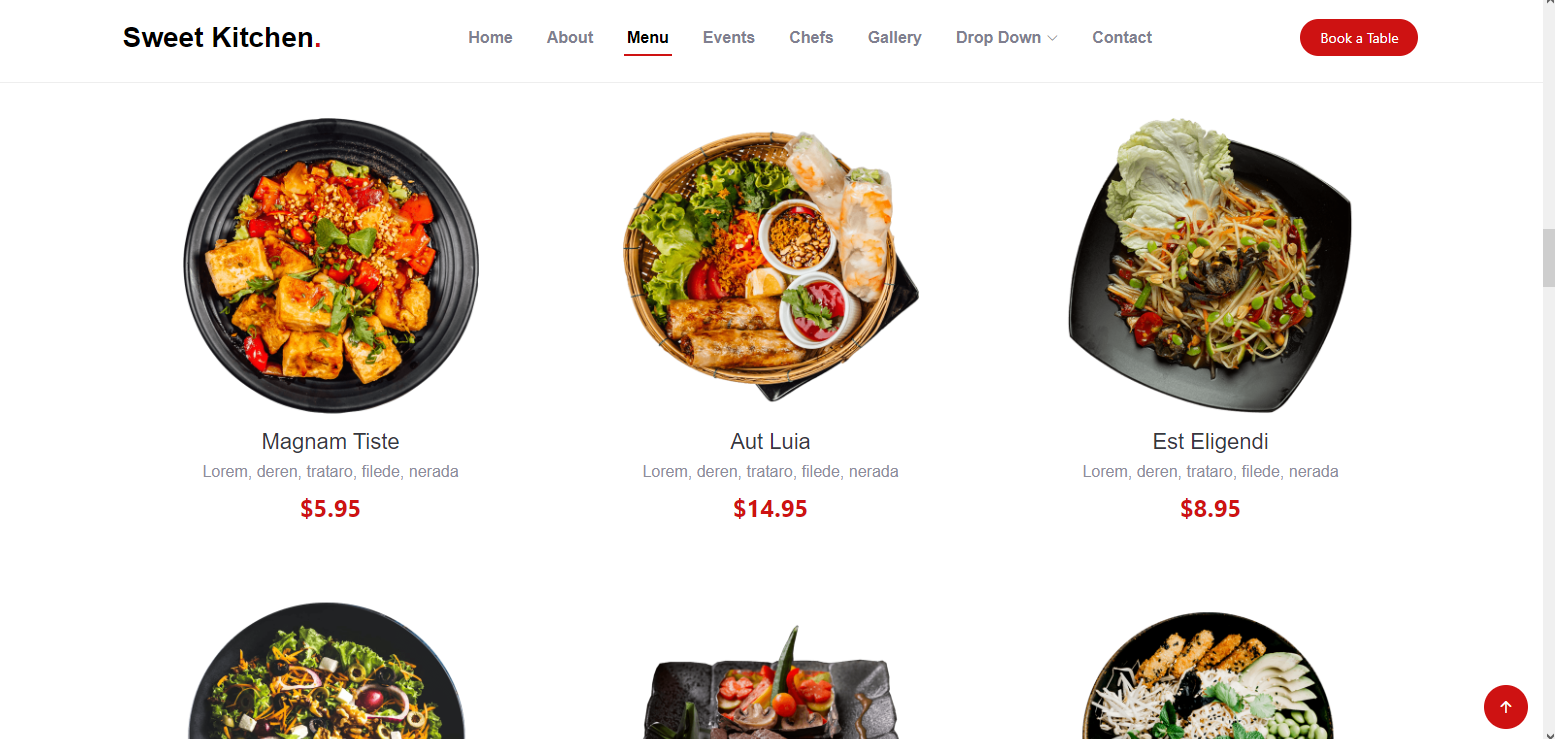 Sweet Kitchen.
Home About Menu Events Chefs Gallery Drop Down Contact
Book a Table
Magnam Tiste
Lorem, deren, trataro, filede, nerada
$5.95
Aut Luia
Lorem, deren, trataro, filede, nerada
$14.95
Est Eligendi
Lorem, deren, trataro, filede, nerada
$8.95